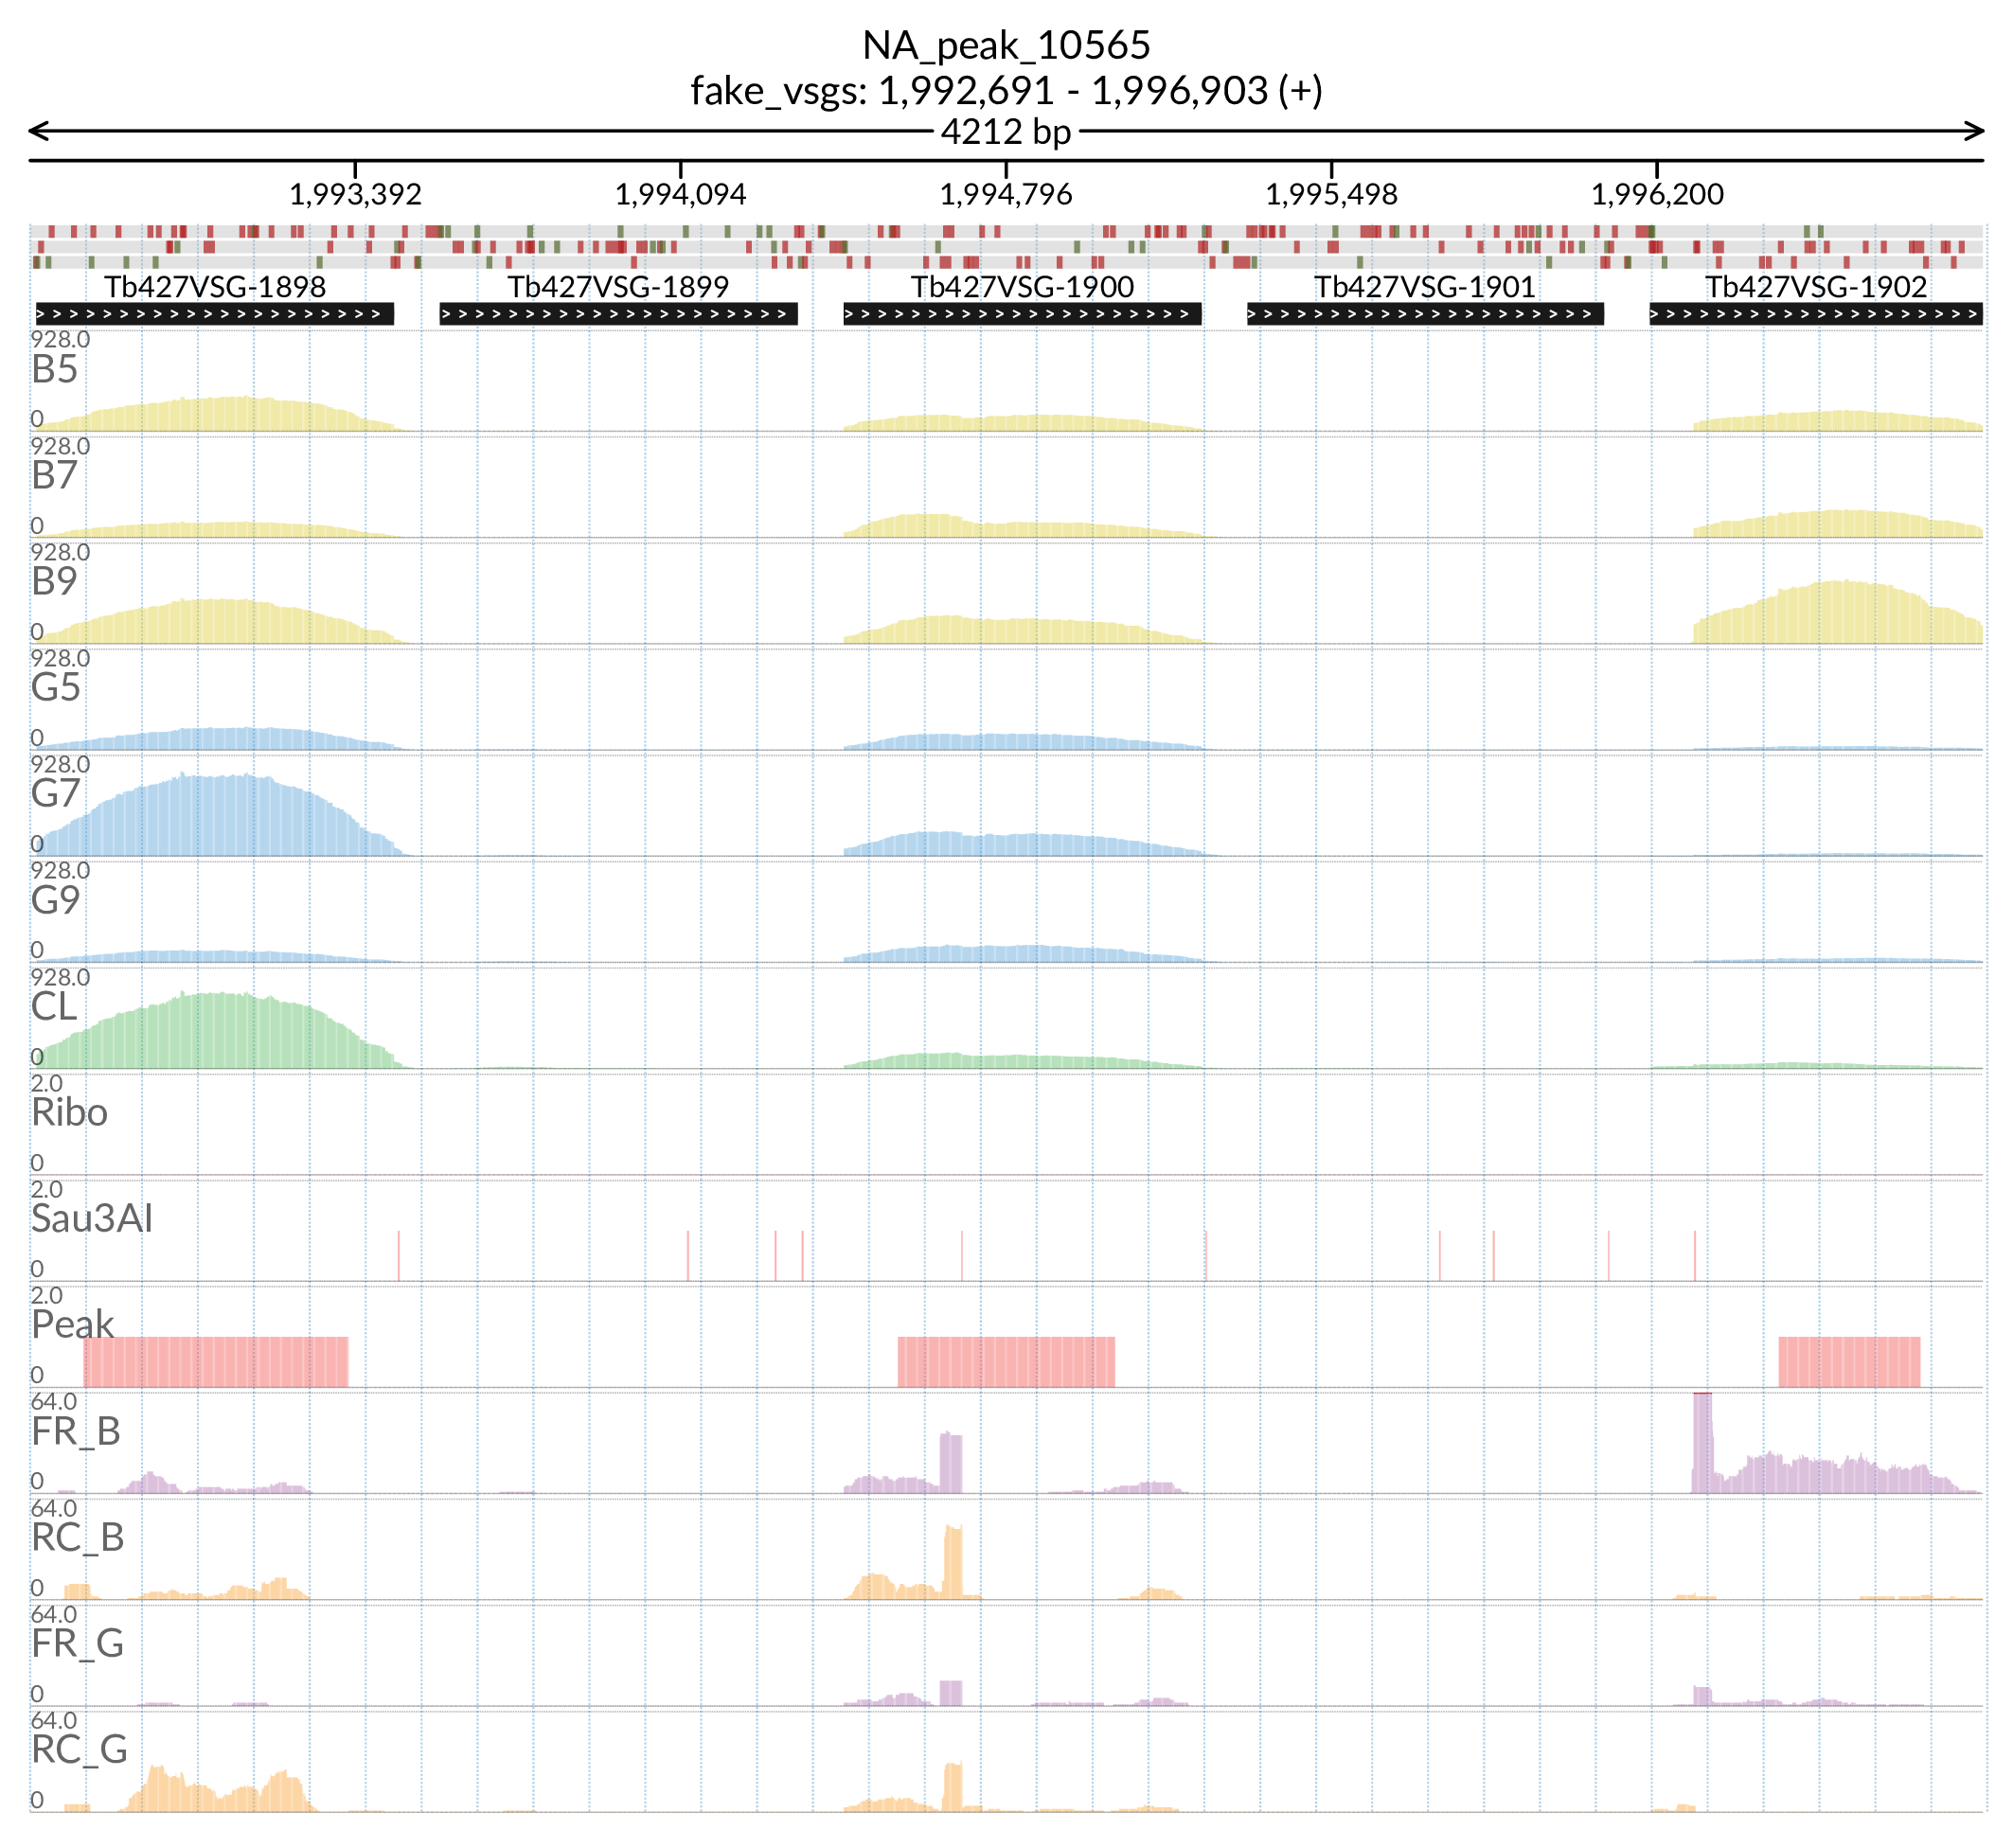 NA_peak_10565
fake_vsgs: 1,992,691 - 1,996,903 (+)
4212 bp
1,993,392 1,994,094 1,994,796 1,995,498 1,996,200
Tb427VSG-1898 Tb427VSG-1899 Tb427VSG-1900 Tb427VSG-1901 Tb427VSG-1902
928.0
B5
0
928.0
B7
0
928.0
B9
0
928.0
G5
0
928.0
G7
0
928.0
G9
0
928.0
CL
0
2.0
Ribo
0
2.0
Sau3AI
0
2.0
Peak
0
64.0
FR_B
0
64.0
RC_B
0
64.0
FR_G
0
64.0
RC_G
0